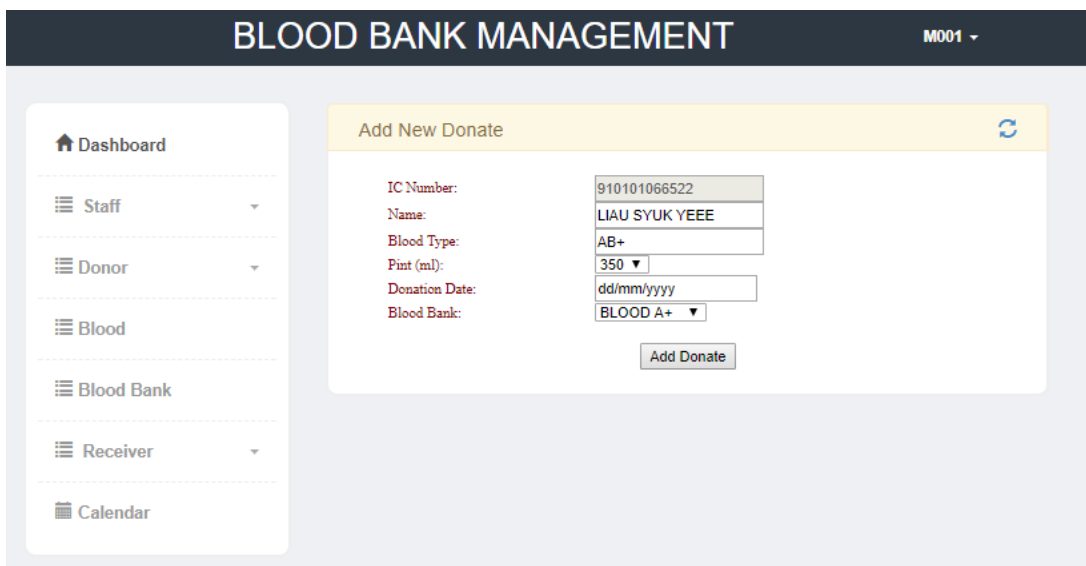 BLOOD BANK MANAGEMENT
M001
Dashboard
Staff
Donor
Blood
Blood Bank
Receiver
Calendar
Add New Donate
IC Number: 910101066522
Name: LIAU SYUK YEEE
Blood Type: AB+
Pint (ml): 350
Donation Date: dd/mm/yyyy
Blood Bank: BLOOD A+
Add Donate